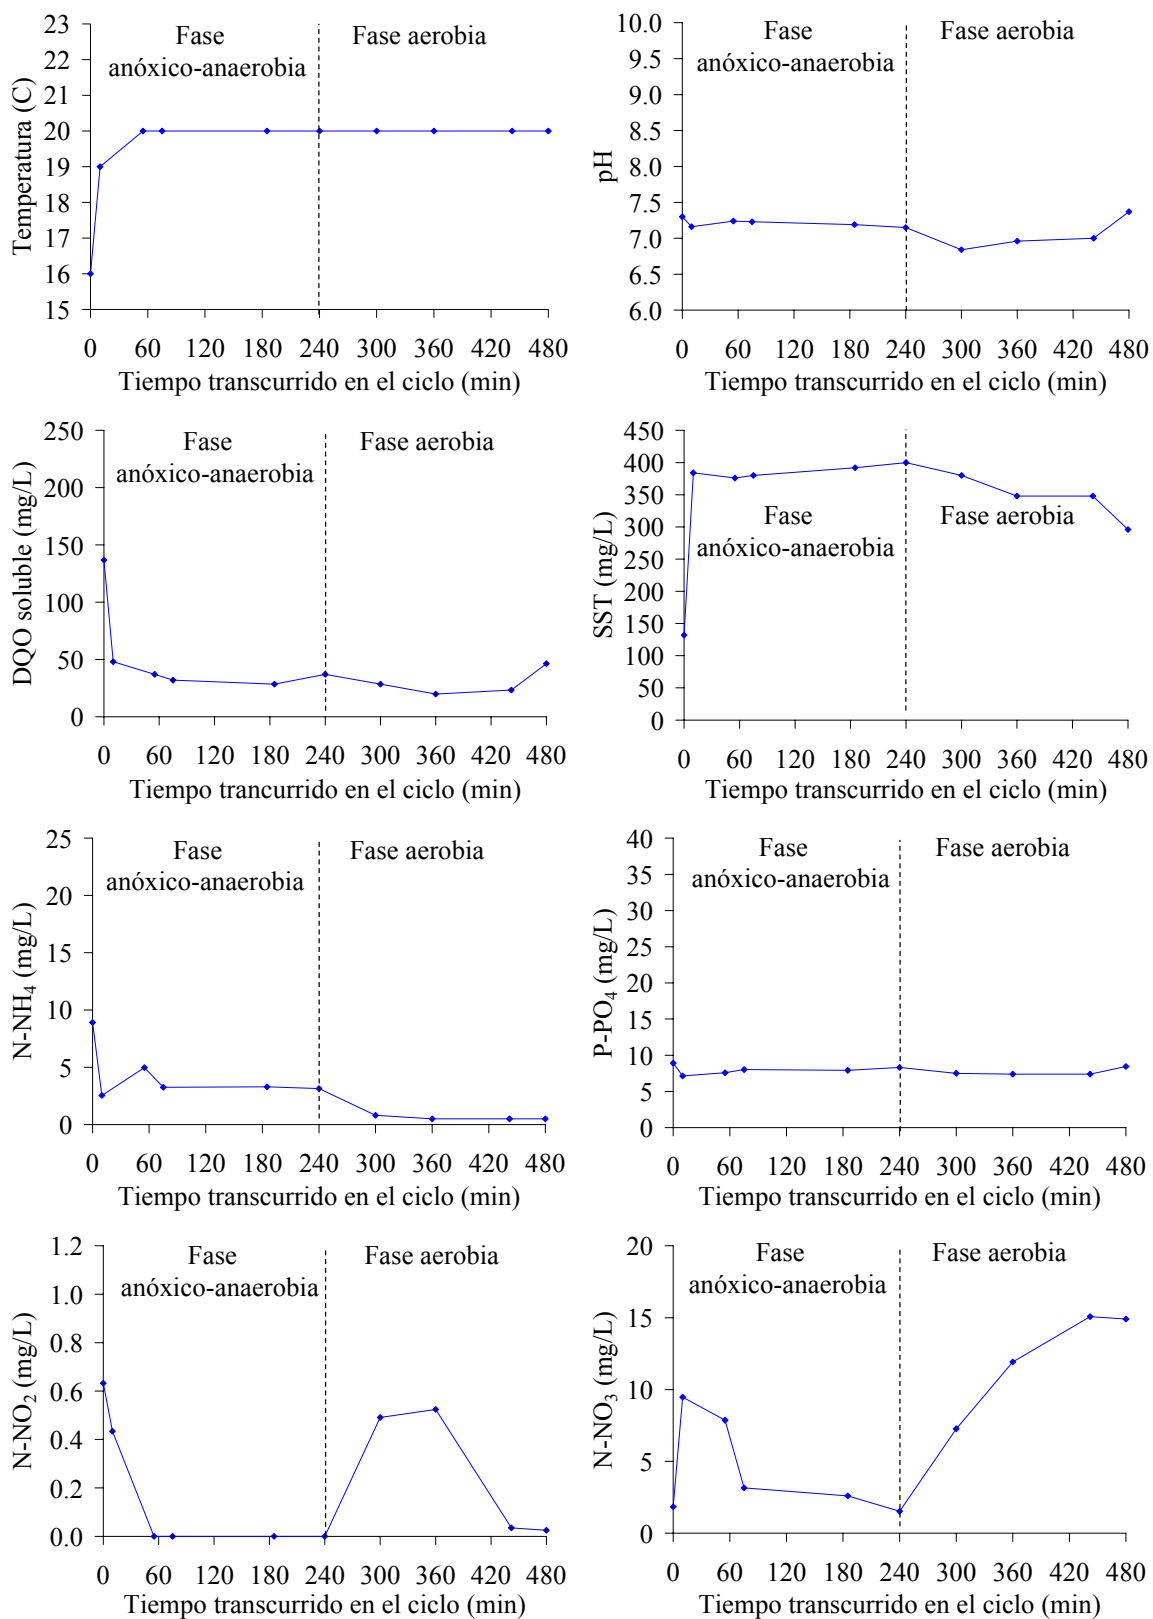 Temperatura (C)
23
22
21
20
19
18
17
16
15
Fase
anóxico-anaerobia
Fase aerobia
0 60 120 180 240 300 360 420 480
Tiempo transcurrido en el ciclo (min)
pH
10.0
9.5
9.0
8.5
8.0
7.5
7.0
6.5
6.0
Fase
anóxico-anaerobia
Fase aerobia
0 60 120 180 240 300 360 420 480
Tiempo transcurrido en el ciclo (min)
DQO soluble (mg/L)
250
200
150
100
50
0
Fase
anóxico-anaerobia
Fase aerobia
0 60 120 180 240 300 360 420 480
Tiempo trancurrido en el ciclo (min)
SST (mg/L)
450
400
350
300
250
200
150
100
50
0
Fase
anóxico-anaerobia
Fase aerobia
0 60 120 180 240 300 360 420 480
Tiempo transcurrido en el ciclo (min)
N-NH4 (mg/L)
25
20
15
10
5
0
Fase
anóxico-anaerobia
Fase aerobia
0 60 120 180 240 300 360 420 480
Tiempo transcurrido en el ciclo (min)
P-PO4 (mg/L)
40
35
30
25
20
15
10
5
0
Fase
anóxico-anaerobia
Fase aerobia
0 60 120 180 240 300 360 420 480
Tiempo transcurrido en el ciclo (min)
N-NO2 (mg/L)
1.2
1.0
0.8
0.6
0.4
0.2
0.0
Fase
anóxico-anaerobia
Fase aerobia
0 60 120 180 240 300 360 420 480
Tiempo transcurrido en el ciclo (min)
N-NO3 (mg/L)
20
15
10
5
0
Fase
anóxico-anaerobia
Fase aerobia
0 60 120 180 240 300 360 420 480
Tiempo transcurrido en el ciclo (min)